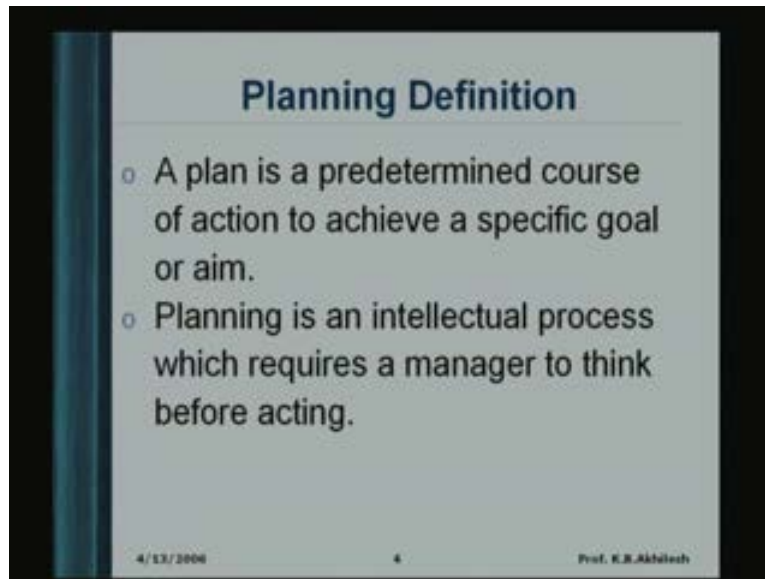 Planning Definition
o A plan is a predetermined course
of action to achieve a specific goal
or aim.
o Planning is an intellectual process
which requires a manager to think
before acting.
4/13/2006 4 Prof. K.B.Akhilesh